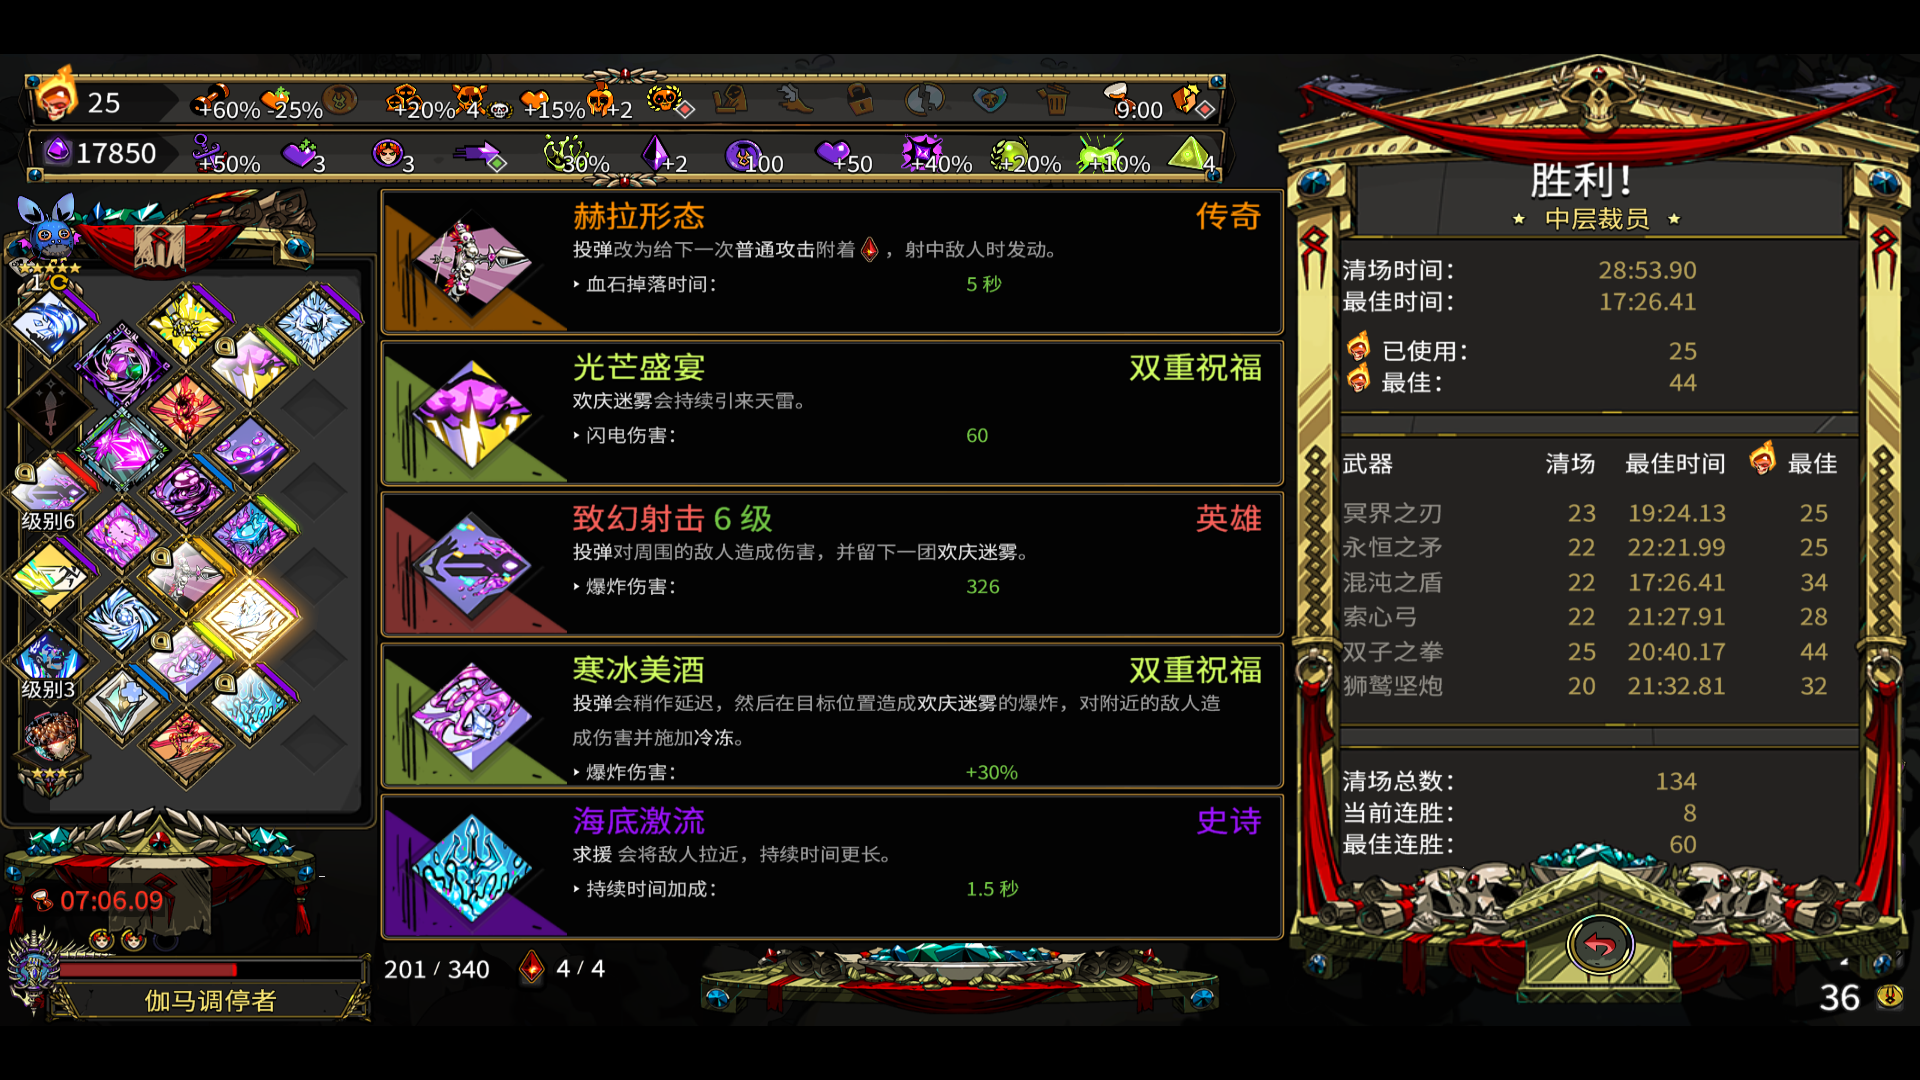 25
+60%
-25%
+20%
4
+15%
+2
9:00
17850
+50%
3
3
30%
+2
100
+50
+40%
+20%
+10%
4
1
级别6
级别3
07:06.09
伽马调停者
赫拉形态
传奇
投弹改为给下一次普通攻击附着 ，射中敌人时发动。
‣ 血石掉落时间：
5 秒
光芒盛宴
双重祝福
欢庆迷雾会持续引来天雷。
‣ 闪电伤害：
60
致幻射击 6 级
英雄
投弹对周围的敌人造成伤害，并留下一团欢庆迷雾。
‣ 爆炸伤害：
326
寒冰美酒
双重祝福
投弹会稍作延迟，然后在目标位置造成欢庆迷雾的爆炸，对附近的敌人造
成伤害并施加冷冻。
‣ 爆炸伤害：
+30%
海底激流
史诗
求援 会将敌人拉近，持续时间更长。
‣ 持续时间加成：
1.5 秒
201 / 340
4 / 4
胜利！
中层裁员
清场时间： 28:53.90
最佳时间： 17:26.41
已使用： 25
最佳： 44
武器 清场 最佳时间 最佳
冥界之刃 23 19:24.13 25
永恒之矛 22 22:21.99 25
混沌之盾 22 17:26.41 34
索心弓 22 21:27.91 28
双子之拳 25 20:40.17 44
狮鹫坚炮 20 21:32.81 32
清场总数： 134
当前连胜： 8
最佳连胜： 60
36